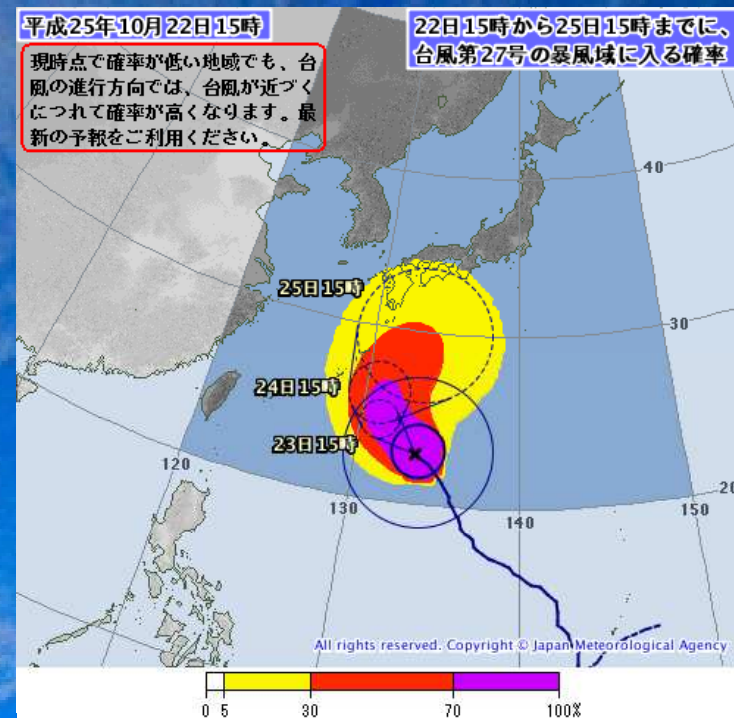 平成25年10月22日15時
22日15時から25日15時までに、
台風第27号の暴風域に入る確率
現時点で確率が低い地域でも、台
風の進行方向では、台風が近づく
につれて確率が高くなります。最
新の予報をご利用ください。
40
25日15時
30
24日15時
23日15時
120
20
130
140
150
All rights reserved. Copyright © Japan Meteorological Agency
0 5 30 70 100%